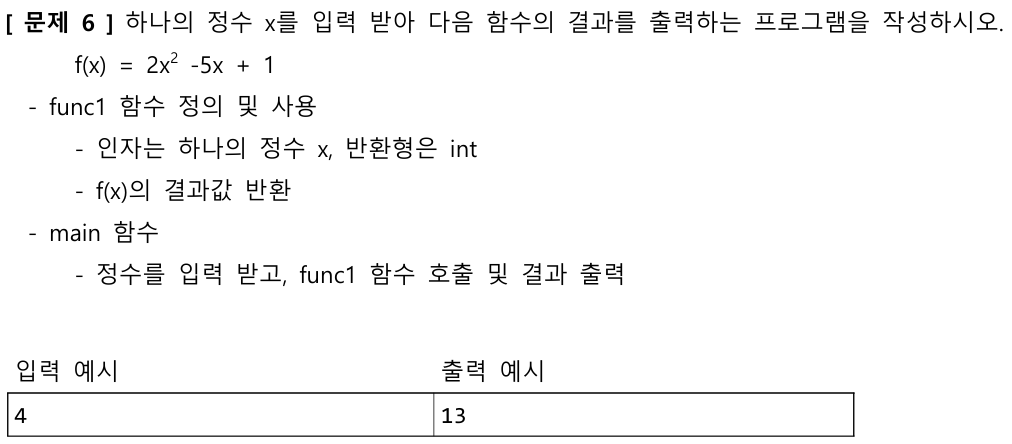 [ 문제 6 ] 하나의 정수 x를 입력 받아 다음 함수의 결과를 출력하는 프로그램을 작성하시오.
f(x) = 2x² -5x + 1
- func1 함수 정의 및 사용
- 인자는 하나의 정수 x, 반환형은 int
- f(x)의 결과값 반환
- main 함수
- 정수를 입력 받고, func1 함수 호출 및 결과 출력
입력 예시 출력 예시
4 13